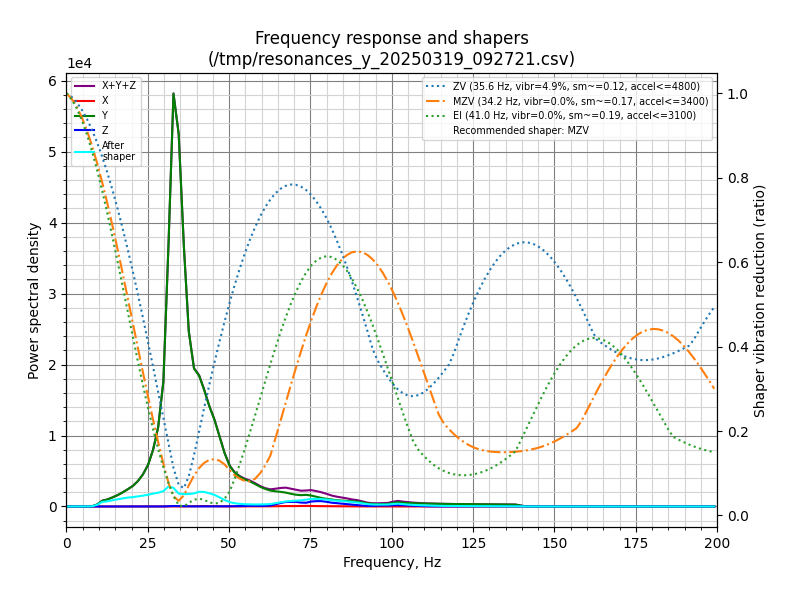 Frequency response and shapers
(/tmp/resonances_y_20250319_092721.csv)
1e4
X+Y+Z
X
Y
Z
After
shaper
ZV (35.6 Hz, vibr=4.9%, sm~=0.12, accel<=4800)
MZV (34.2 Hz, vibr=0.0%, sm~=0.17, accel<=3400)
EI (41.0 Hz, vibr=0.0%, sm~=0.19, accel<=3100)
Recommended shaper: MZV
Power spectral density
6
5
4
3
2
1
0
1.0
0.8
0.6
0.4
0.2
0.0
Shaper vibration reduction (ratio)
0 25 50 75 100 125 150 175 200
Frequency, Hz